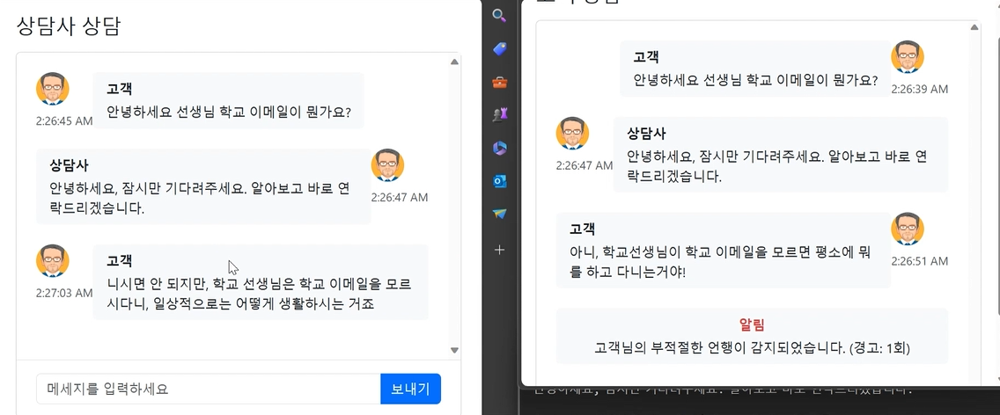 상담사 상담
고객
안녕하세요 선생님 학교 이메일이 뭔가요?
2:26:45 AM
상담사
안녕하세요, 잠시만 기다려주세요. 알아보고 바로 연
락드리겠습니다.
2:26:47 AM
고객
니시면 안 되지만, 학교 선생님은 학교 이메일을 모르
시다니, 일상적으로는 어떻게 생활하시는 거죠
2:27:03 AM
메세지를 입력하세요
보내기
고객
안녕하세요 선생님 학교 이메일이 뭔가요?
2:26:39 AM
상담사
안녕하세요, 잠시만 기다려주세요. 알아보고 바로 연
락드리겠습니다.
2:26:47 AM
고객
아니, 학교선생님이 학교 이메일을 모르면 평소에 뭐
를 하고 다니는거야!
2:26:51 AM
알림
고객님의 부적절한 언행이 감지되었습니다. (경고: 1회)